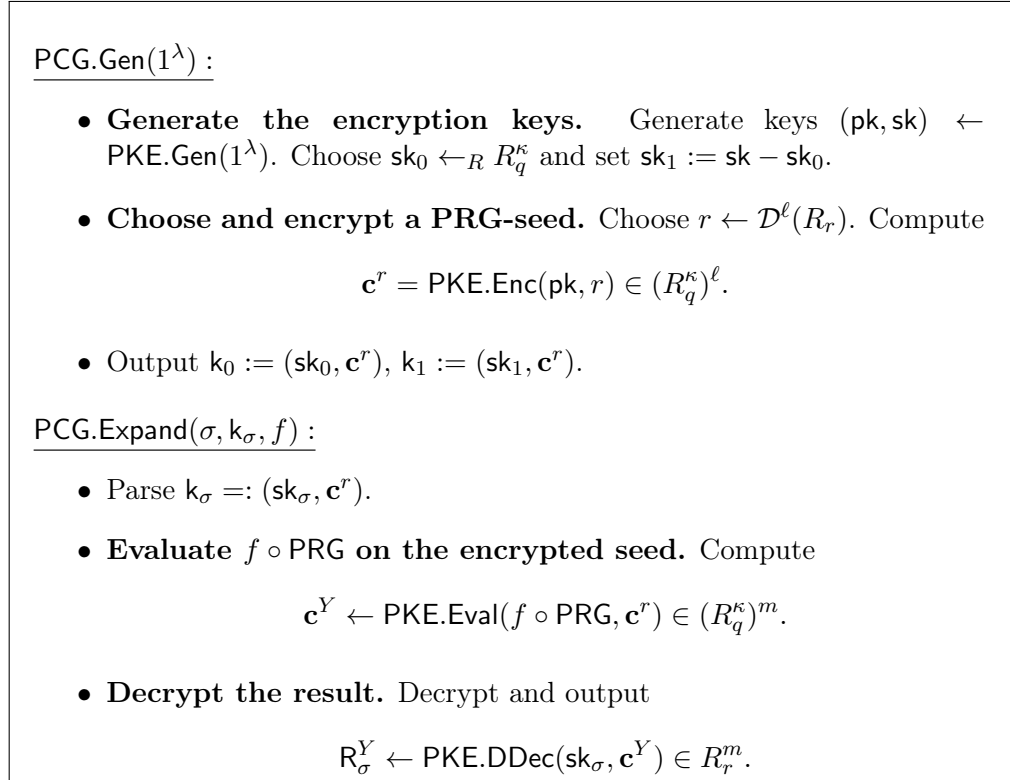 PCG.Gen(1^λ) :
• Generate the encryption keys. Generate keys (pk, sk) ←
PKE.Gen(1^λ). Choose sk_0 ←_R R_q^κ and set sk_1 := sk − sk_0.
• Choose and encrypt a PRG-seed. Choose r ← 𝒟^ℓ(R_r). Compute
c^r = PKE.Enc(pk, r) ∈ (R_q^κ)^ℓ.
• Output k_0 := (sk_0, c^r), k_1 := (sk_1, c^r).
PCG.Expand(σ, k_σ, f) :
• Parse k_σ =: (sk_σ, c^r).
• Evaluate f ∘ PRG on the encrypted seed. Compute
c^Y ← PKE.Eval(f ∘ PRG, c^r) ∈ (R_q^κ)^m.
• Decrypt the result. Decrypt and output
R_σ^Y ← PKE.DDec(sk_σ, c^Y) ∈ R_r^m.